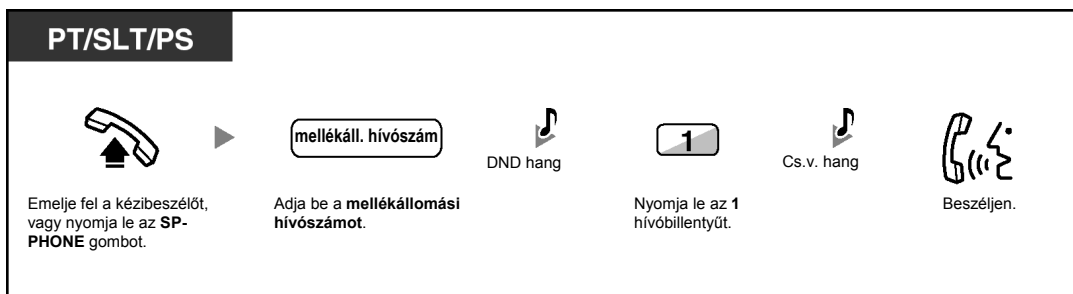 PT/SLT/PS
mellékáll. hívószám
DND hang
1
Cs.v. hang
Emelje fel a kézibeszélőt,
vagy nyomja le az SP-
PHONE gombot.
Adja be a mellékállomási
hívószámot.
Nyomja le az 1
hívóbillentyűt.
Beszéljen.